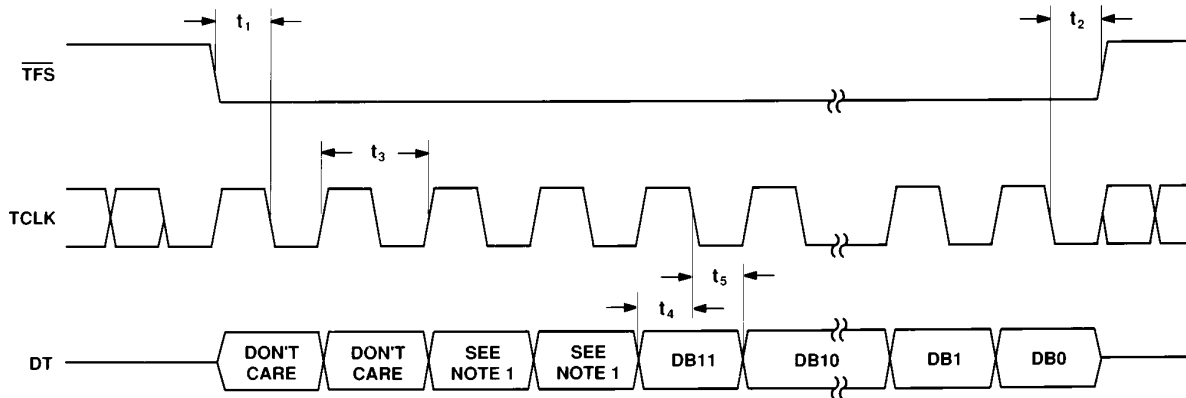 t1
t2
TFS
t3
TCLK
t5
t4
DT
DON'T CARE
DON'T CARE
SEE NOTE 1
SEE NOTE 1
DB11
DB10
DB1
DB0